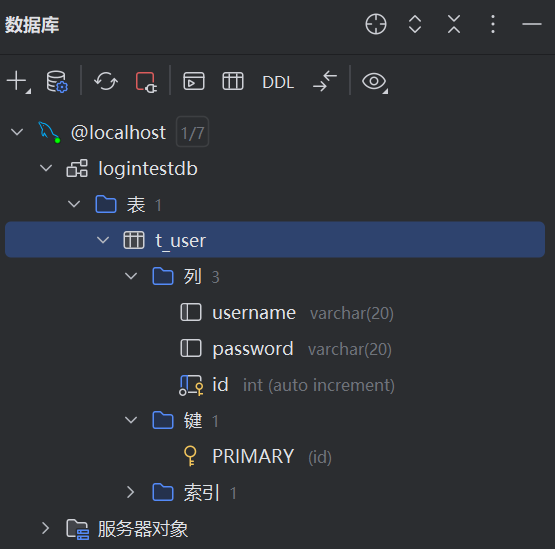 数据库
DDL
@localhost 1/7
logintestdb
表 1
t_user
列 3
username varchar(20)
password varchar(20)
id int (auto increment)
键 1
PRIMARY (id)
索引 1
服务器对象